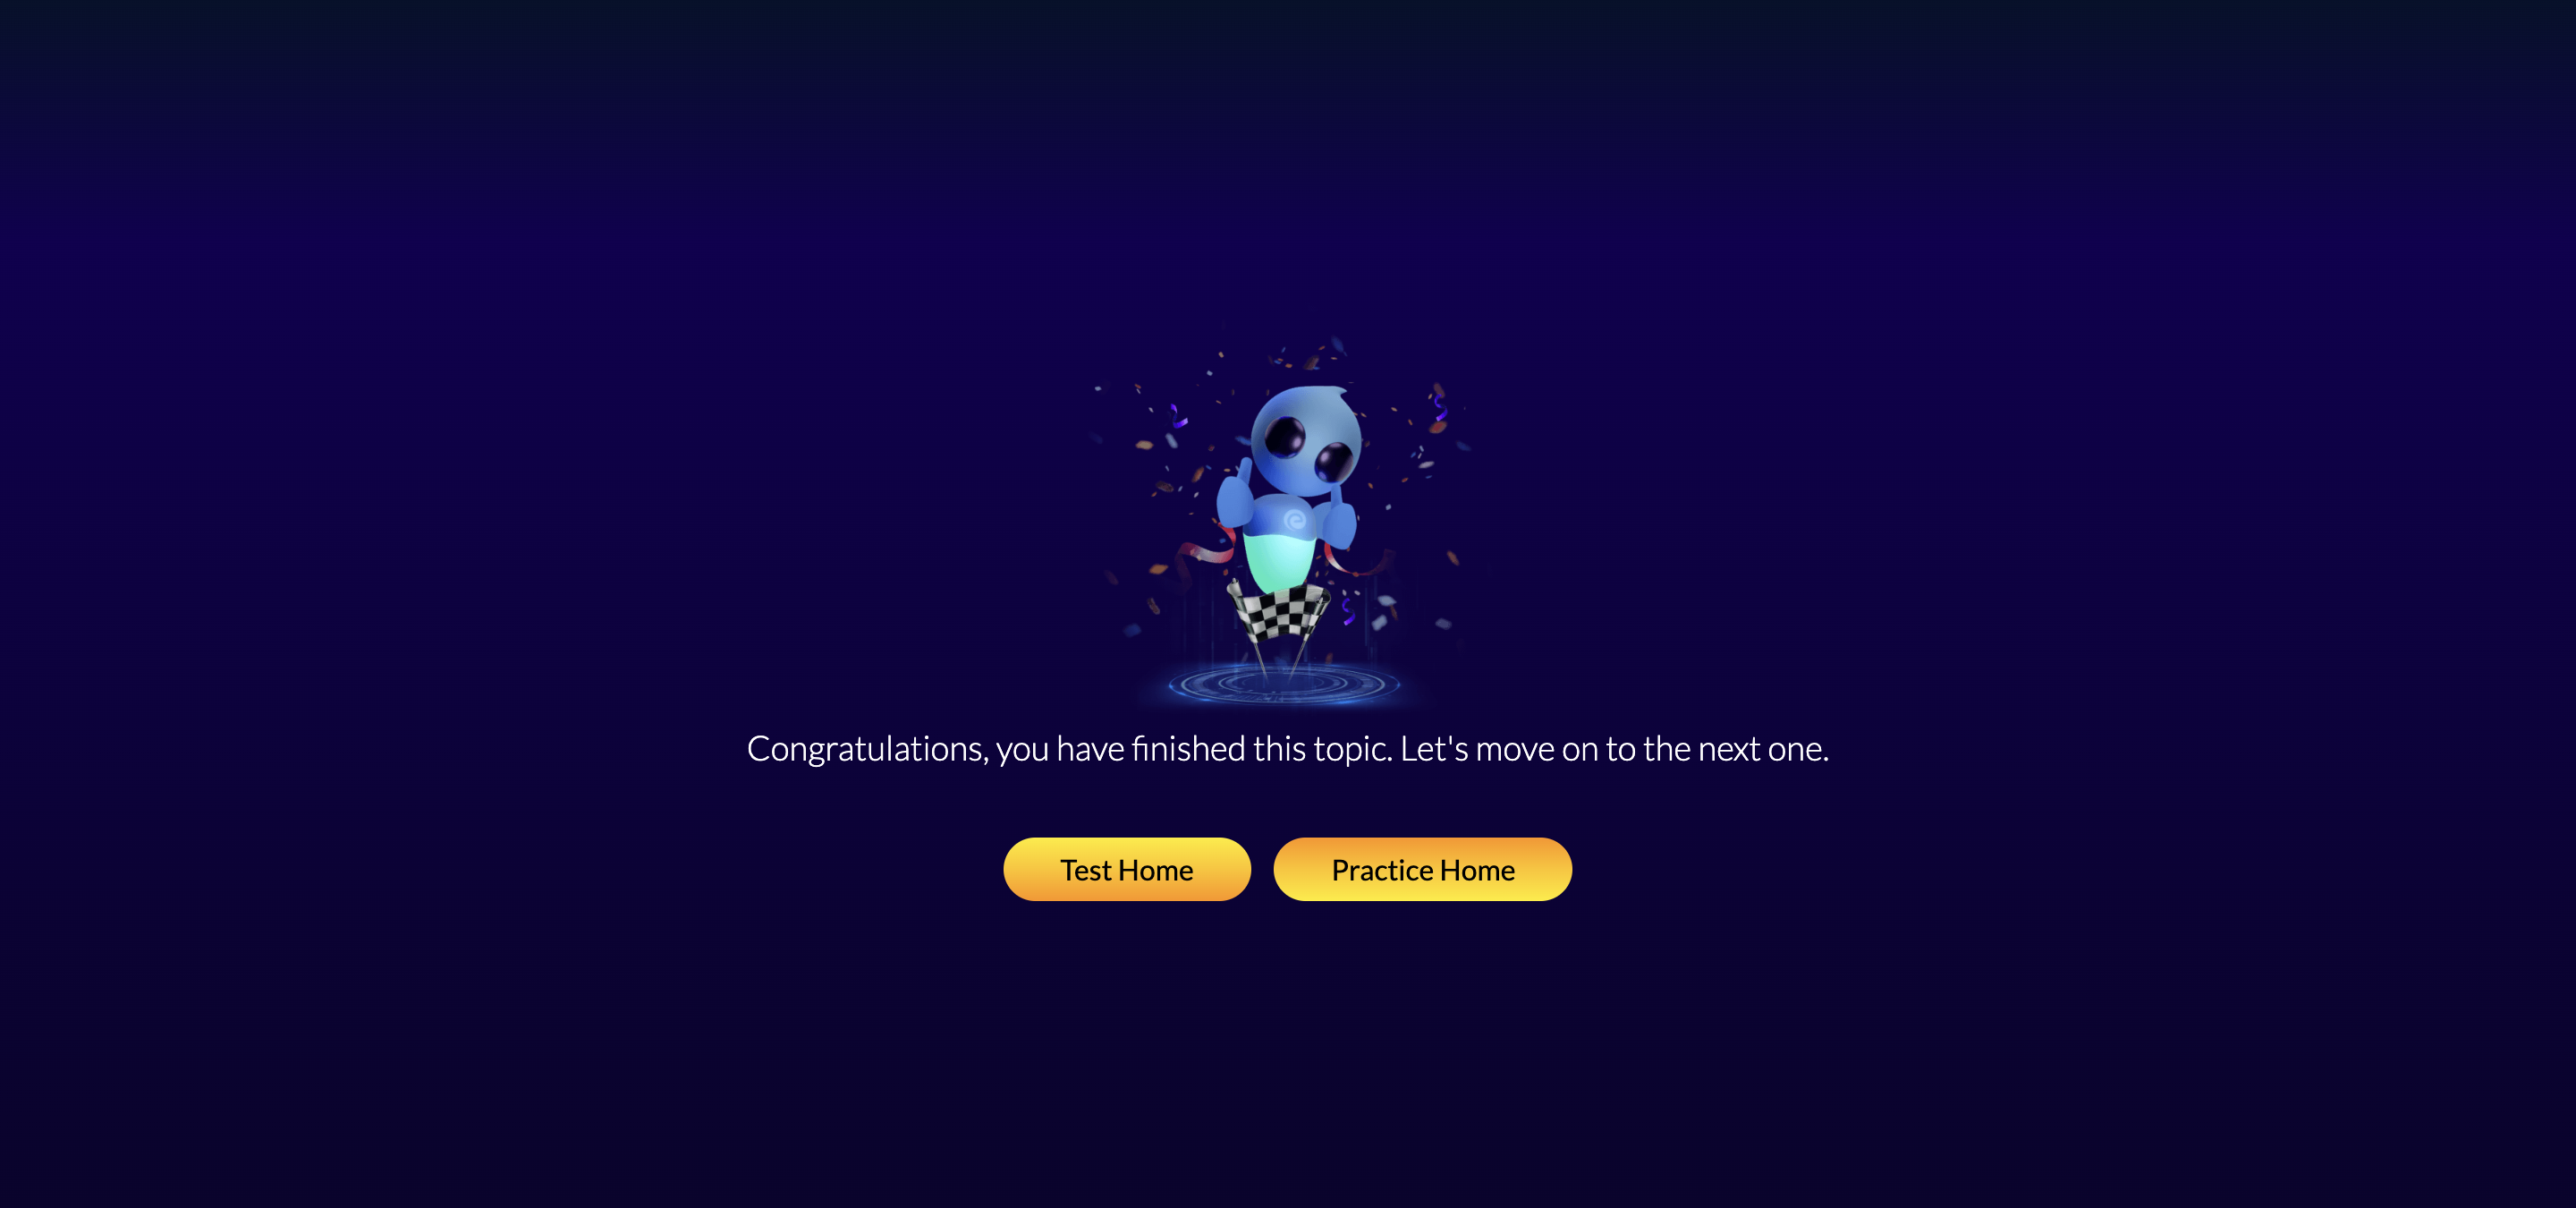 Congratulations, you have finished this topic. Let's move on to the next one.
Test Home
Practice Home